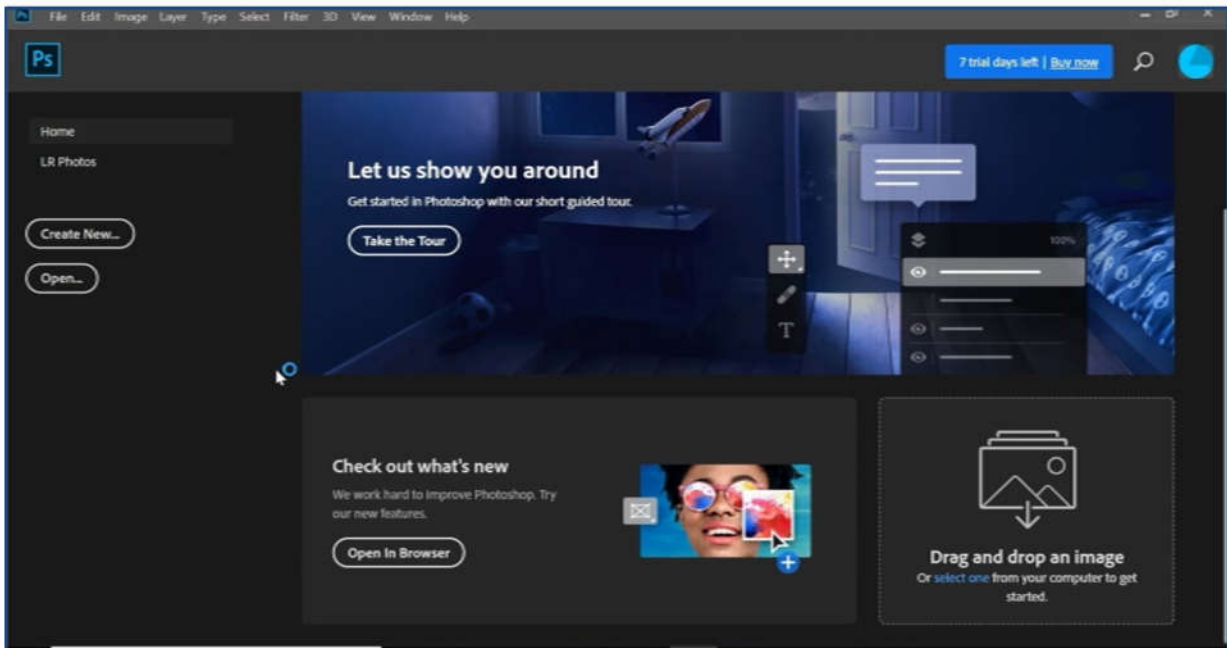 File Edit Image Layer Type Select Filter 3D View Window Help
Ps
7 trial days left | Buy now
Home
LR Photos
Create New...
Open...
Let us show you around
Get started in Photoshop with our short guided tour.
Take the Tour
100%
T
Check out what's new
We work hard to improve Photoshop. Try
our new features.
Open In Browser
Drag and drop an image
Or select one from your computer to get
started.